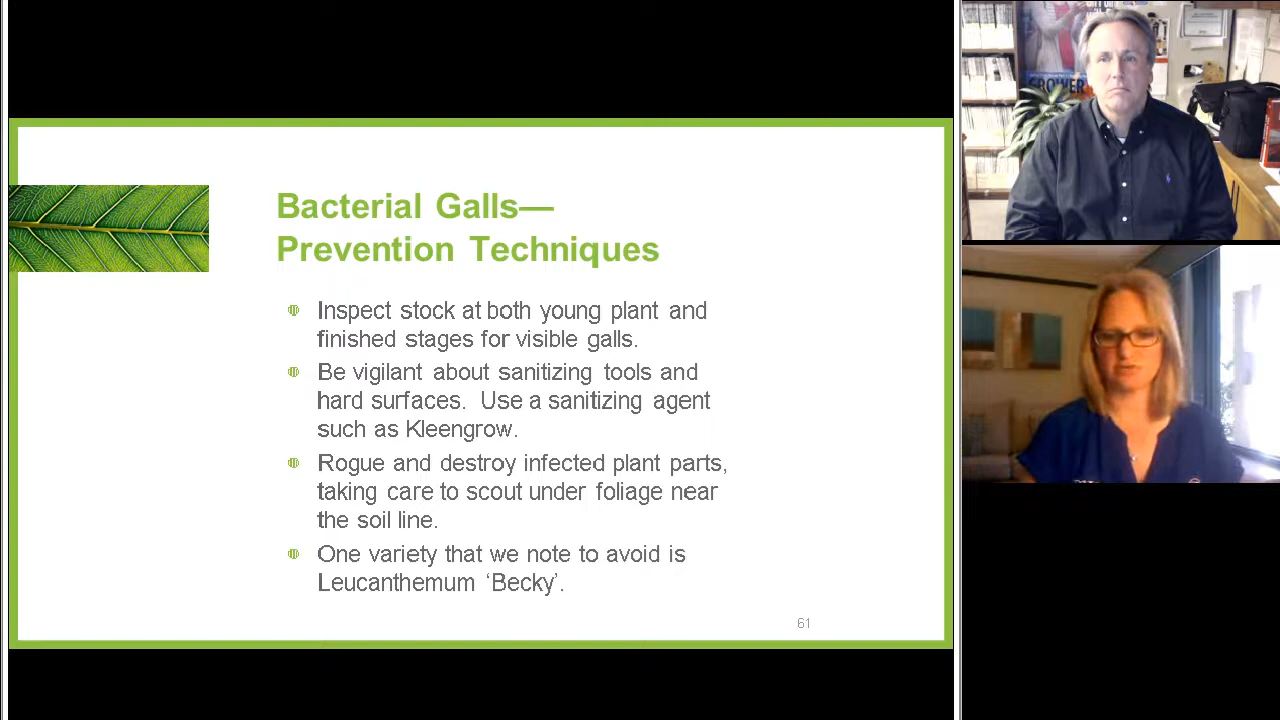 Bacterial Galls—
Prevention Techniques
Inspect stock at both young plant and
finished stages for visible galls.
Be vigilant about sanitizing tools and
hard surfaces.  Use a sanitizing agent
such as Kleengrow.
Rogue and destroy infected plant parts,
taking care to scout under foliage near
the soil line.
One variety that we note to avoid is
Leucanthemum ‘Becky’.
61
GROWER